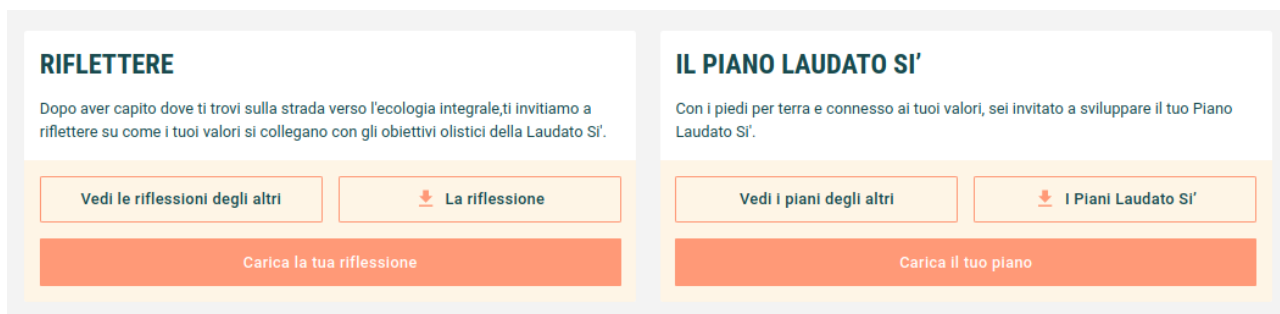 RIFLETTERE
Dopo aver capito dove ti trovi sulla strada verso l'ecologia integrale,ti invitiamo a
riflettere su come i tuoi valori si collegano con gli obiettivi olistici della Laudato Si'.
Vedi le riflessioni degli altri
La riflessione
Carica la tua riflessione
IL PIANO LAUDATO SI’
Con i piedi per terra e connesso ai tuoi valori, sei invitato a sviluppare il tuo Piano
Laudato Si'.
Vedi i piani degli altri
I Piani Laudato Si’
Carica il tuo piano